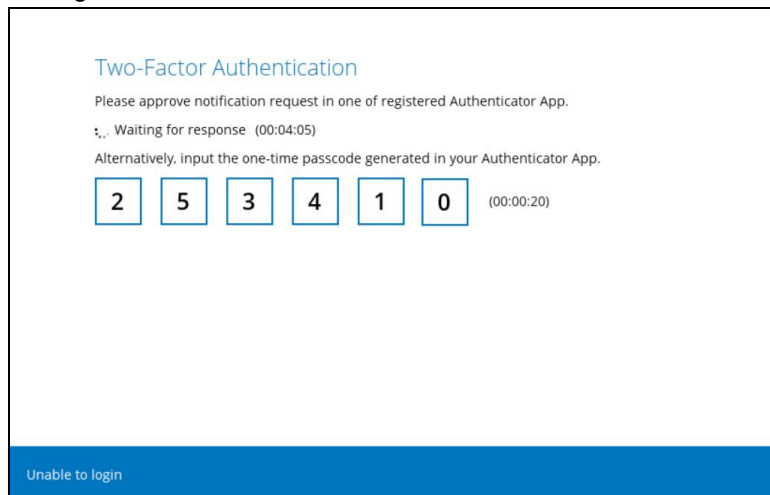 Two-Factor Authentication
Please approve notification request in one of registered Authenticator App.
Waiting for response (00:04:05)
Alternatively, input the one-time passcode generated in your Authenticator App.
2 5 3 4 1 0 (00:00:20)
Unable to login